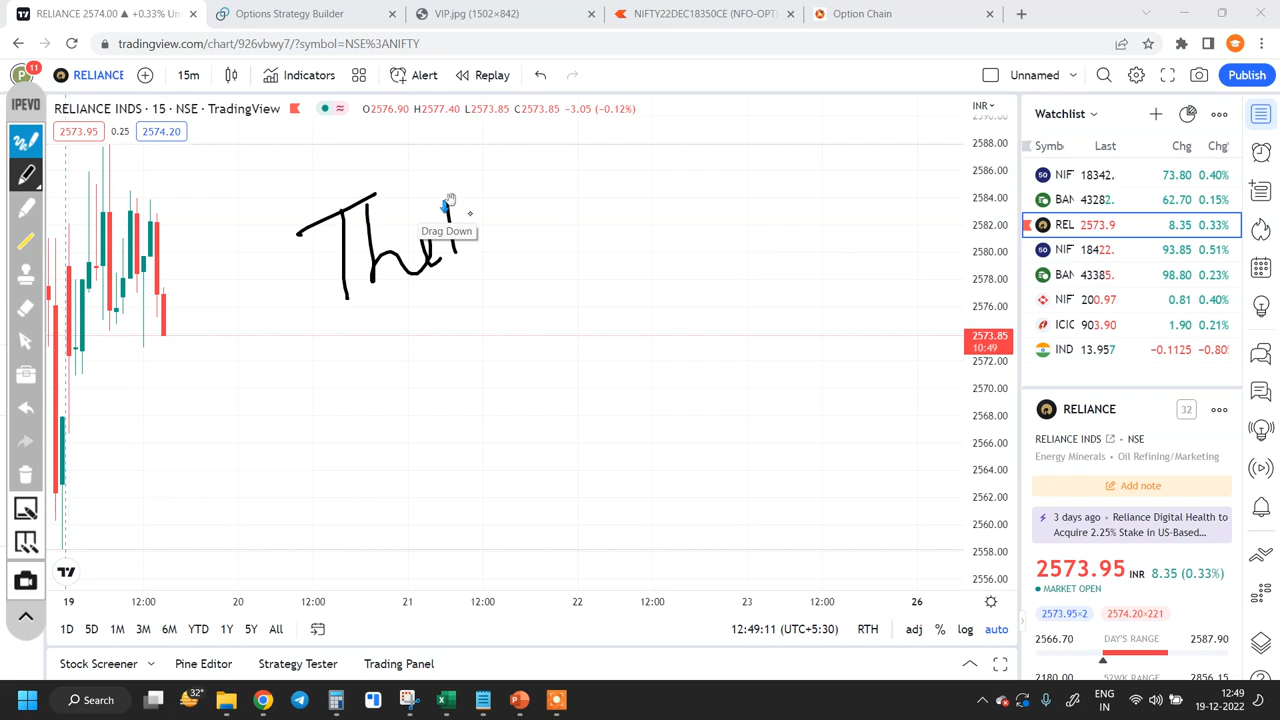 RELIANCE 2574.00 ▲ +0.33% Un
Options Strategy Builder
VIP.jpg (1502×842)
NIFTY22DEC18350CE (NFO-OPT)
Option Chain
tradingview.com/chart/926vbwy7/?symbol=NSE%3ANIFTY
P 11
RELIANCE 15m Indicators Alert Replay Unnamed Publish
IPEVO
RELIANCE INDS · 15 · NSE · TradingView O2576.90 H2577.40 L2573.85 C2573.85 −3.05 (−0.12%)
2573.95 0.25 2574.20
INR
2590.00
2588.00
2586.00
2584.00
2582.00
2580.00
2578.00
2576.00
2573.85
10:49
2572.00
2570.00
2568.00
2566.00
2564.00
2562.00
2560.00
2558.00
2556.00
Drag Down
19 12:00 20 12:00 21 12:00 22 12:00 23 12:00 26
1D 5D 1M 3M 6M YTD 1Y 5Y All 12:49:11 (UTC+5:30) RTH adj % log auto
Stock Screener Pine Editor Strategy Tester Trading Panel
Watchlist
Symb Last Chg Chg
50 NIF 18342. 73.80 0.40%
BAN 43282. 62.70 0.15%
REL 2573.9 8.35 0.33%
50 NIF 18422. 93.85 0.51%
BAN 43385. 98.80 0.23%
NIF 200.97 0.81 0.40%
ICIC 903.90 1.90 0.21%
IND 13.957 −0.1125 −0.80
RELIANCE 32
RELIANCE INDS • NSE
Energy Minerals • Oil Refining/Marketing
Add note
3 days ago • Reliance Digital Health to
Acquire 2.25% Stake in US-Based...
2573.95 INR 8.35 (0.33%)
MARKET OPEN
2573.95×2 2574.20×221
2566.70 DAY'S RANGE 2587.90
2180.00 52WK RANGE 2856.15
Search
32°
ENG
IN
12:49
19-12-2022